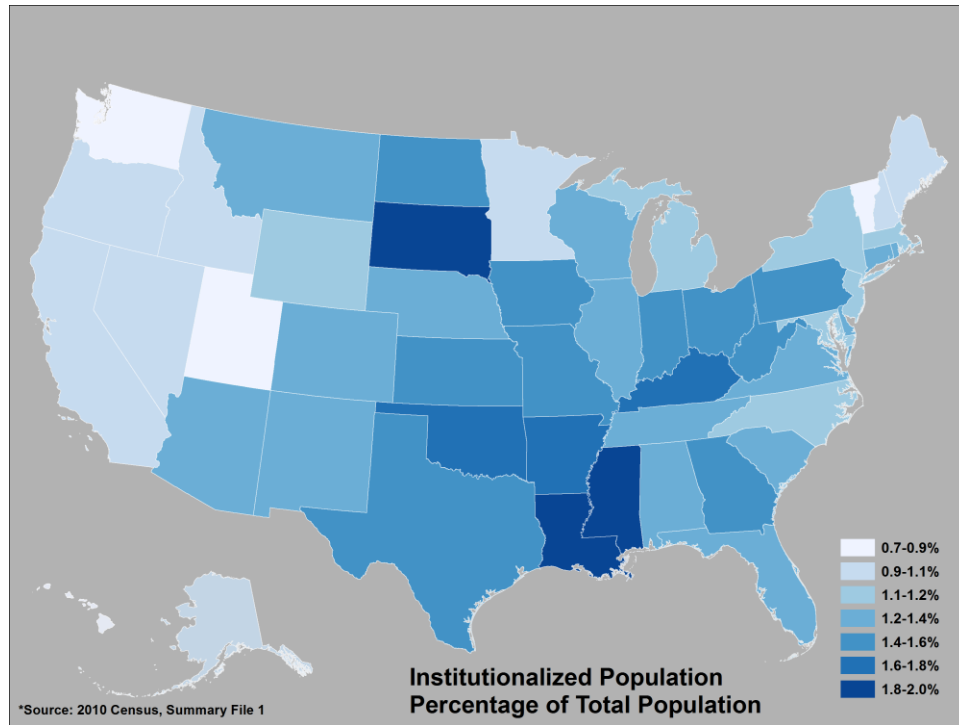 0.7-0.9%
0.9-1.1%
1.1-1.2%
1.2-1.4%
1.4-1.6%
1.6-1.8%
1.8-2.0%
Institutionalized Population
Percentage of Total Population
*Source: 2010 Census, Summary File 1